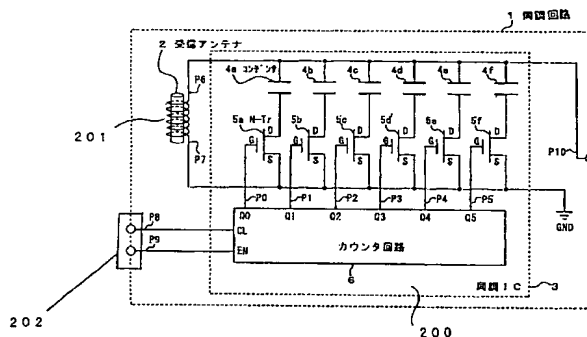 1 同調回路
2 受信アンテナ
P6
4a コンデンサ
4b
4c
4d
4e
4f
201
5a N-Tr
5b
5c
5d
5e
5f
D
D
D
D
D
D
G
G
G
G
G
G
S
S
S
S
S
S
P10
P7
P0
P1
P2
P3
P4
P5
GND
Q0
Q1
Q2
Q3
Q4
Q5
P8
CL
カウンタ回路
P9
EN
6
202
同調IC
3
200